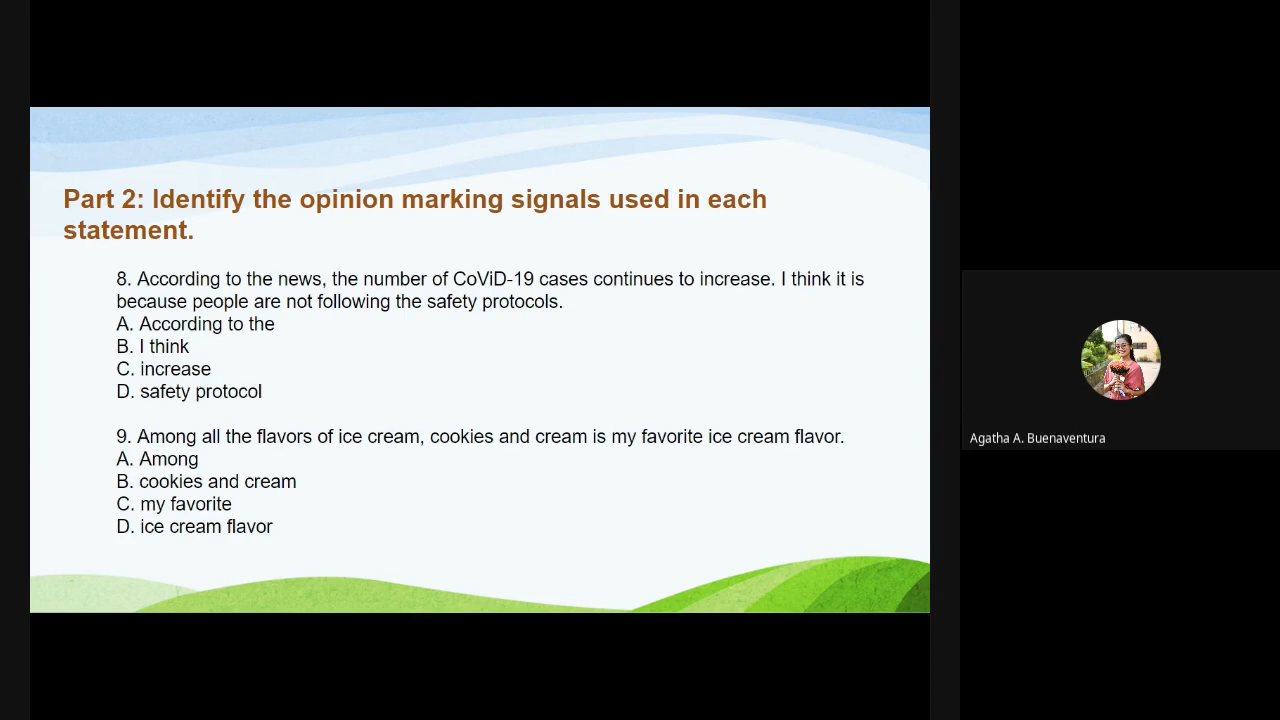 Part 2: Identify the opinion marking signals used in each
statement.
8. According to the news, the number of CoViD-19 cases continues to increase. I think it is
because people are not following the safety protocols.
A. According to the
B. I think
C. increase
D. safety protocol
9. Among all the flavors of ice cream, cookies and cream is my favorite ice cream flavor.
A. Among
B. cookies and cream
C. my favorite
D. ice cream flavor
Agatha A. Buenaventura